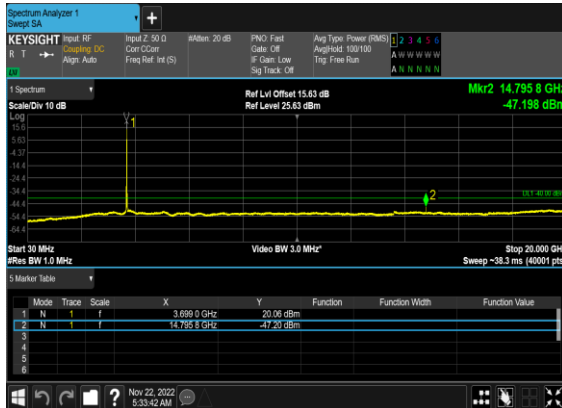 Spectrum Analyzer 1
Swept SA
+
KEYSIGHT
R T
Input: RF
Coupling: DC
Align: Auto
Input Z: 50 Ω
Corr CCorr
Freq Ref: Int (S)
#Atten: 20 dB
PNO: Fast
Gate: Off
IF Gain: Low
Sig Track: Off
Avg Type: Power (RMS)
Avg|Hold: 100/100
Trig: Free Run
1 2 3 4 5 6
A W W W W W
A N N N N N
1 Spectrum
Scale/Div 10 dB
Ref Lvl Offset 15.63 dB
Ref Level 25.63 dBm
Mkr2 14.795 8 GHz
-47.198 dBm
Log
15.6
5.63
-4.37
-14.4
-24.4
-34.4
-44.4
-54.4
-64.4
1
2
DL1 -40.00 dB
Start 30 MHz
#Res BW 1.0 MHz
Video BW 3.0 MHz*
Stop 20.000 GH
Sweep ~38.3 ms (40001 pts
5 Marker Table
Mode Trace Scale X Y Function Function Width Function Value
1 N 1 f 3.699 0 GHz 20.06 dBm
2 N 1 f 14.795 8 GHz -47.20 dBm
3
4
5
6
?
Nov 22, 2022
5:33:42 AM